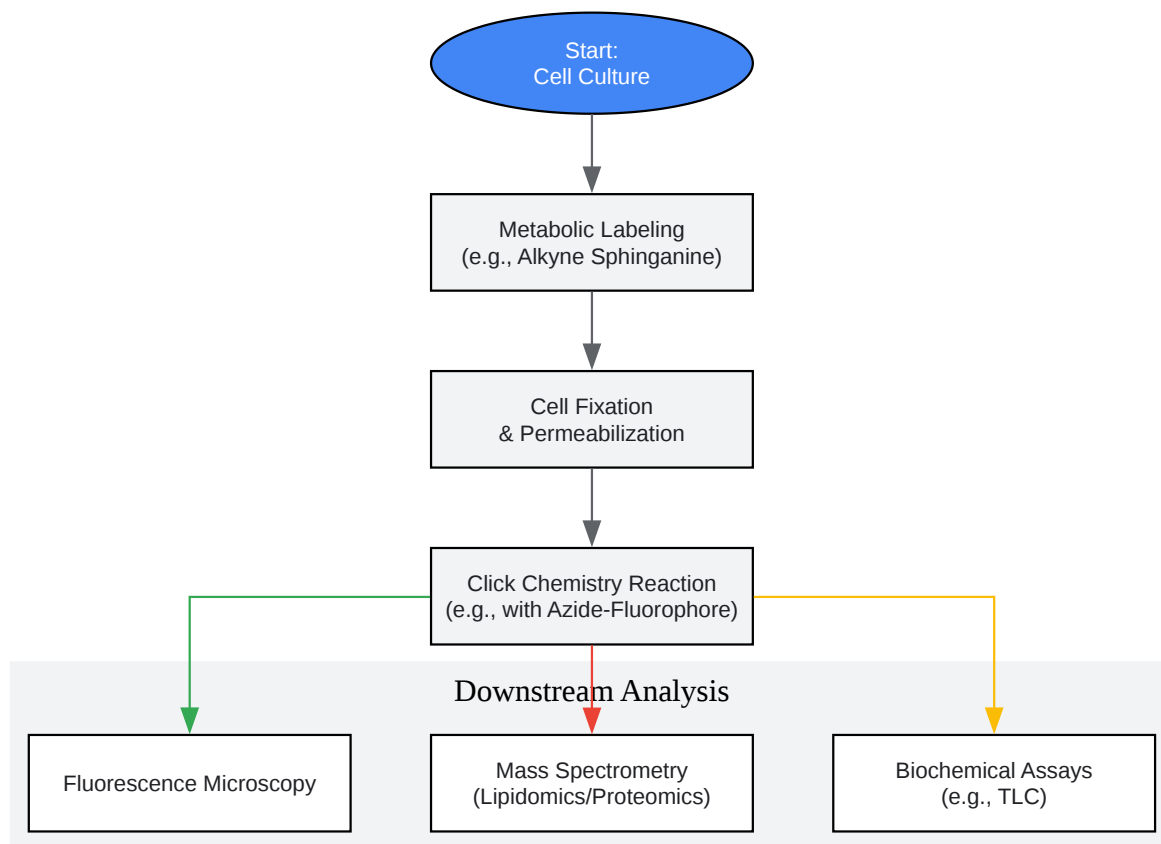 Start:
Cell Culture
Metabolic Labeling
(e.g., Alkyne Sphinganine)
Cell Fixation
& Permeabilization
Click Chemistry Reaction
(e.g., with Azide-Fluorophore)
Downstream Analysis
Fluorescence Microscopy
Mass Spectrometry
(Lipidomics/Proteomics)
Biochemical Assays
(e.g., TLC)